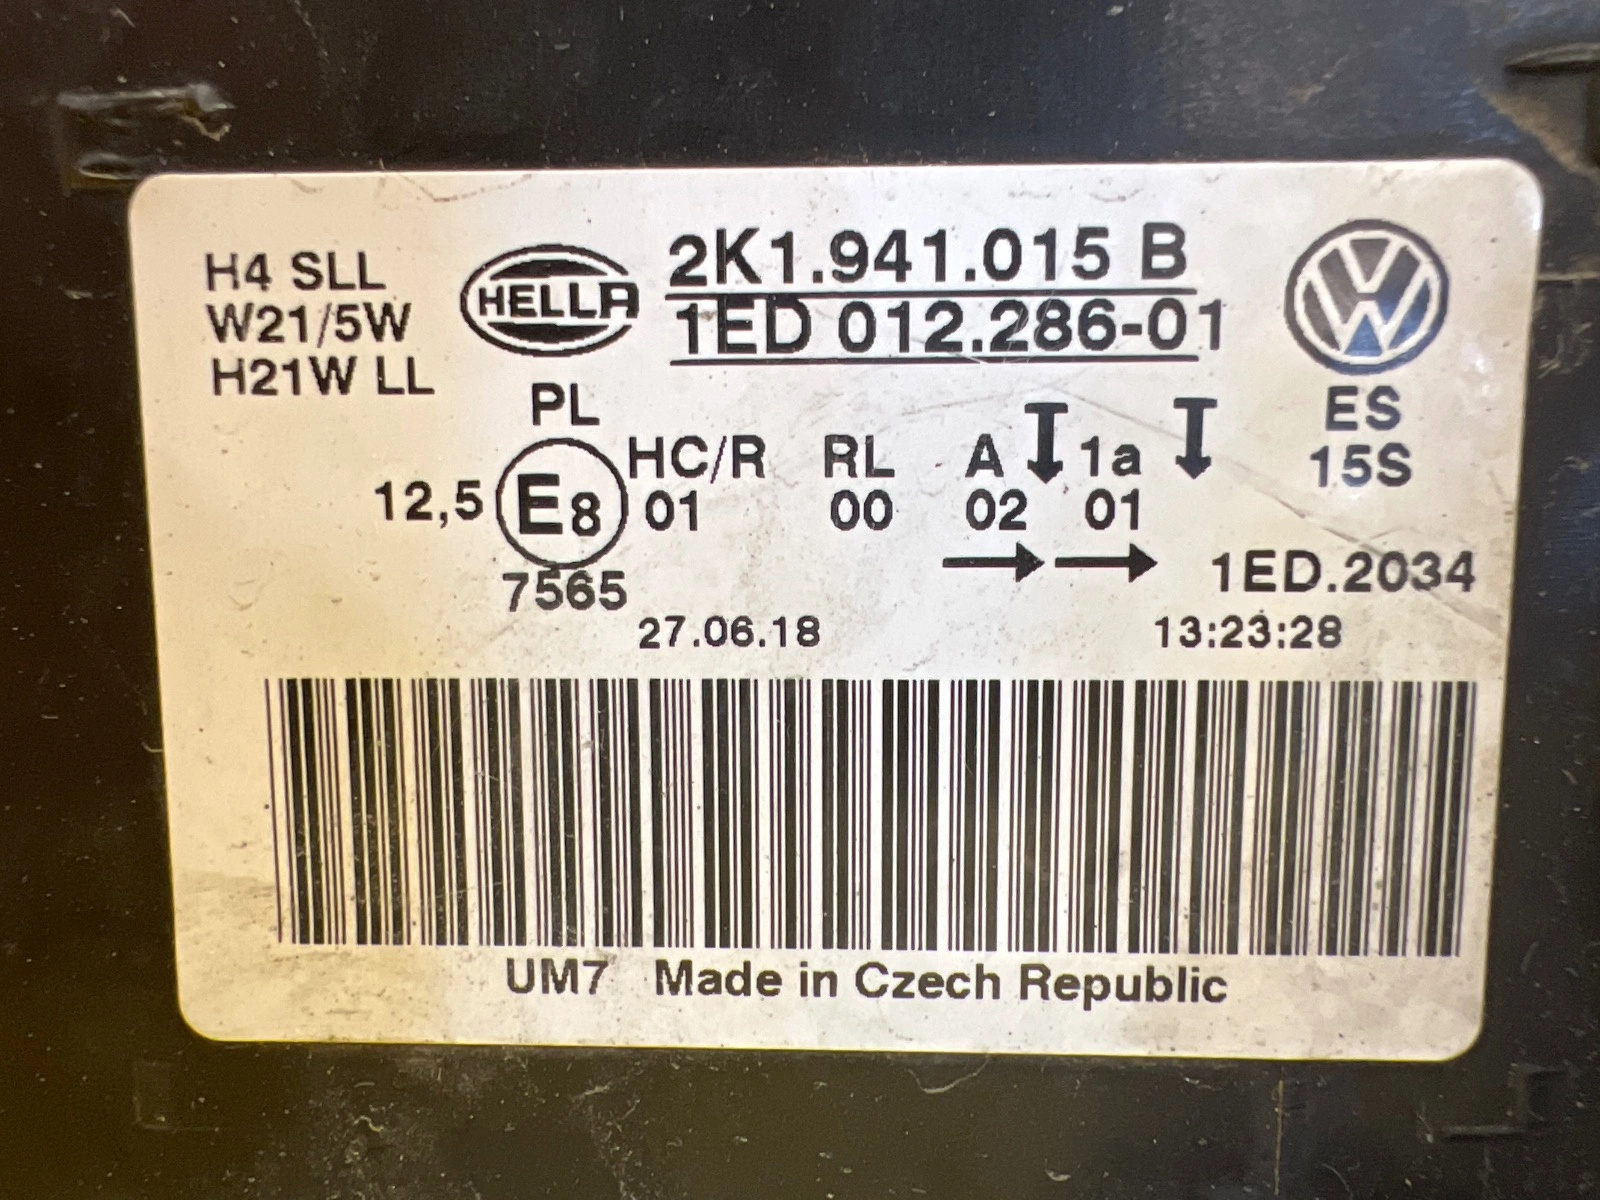 H4 SLL
W21/5W
H21W LL
HELLA
2K1.941.015 B
1ED 012.286-01
PL
ES
15S
HC/R RL A 1a
12,5 E8 01 00 02 01
7565
1ED.2034
27.06.18 13:23:28
UM7 Made in Czech Republic